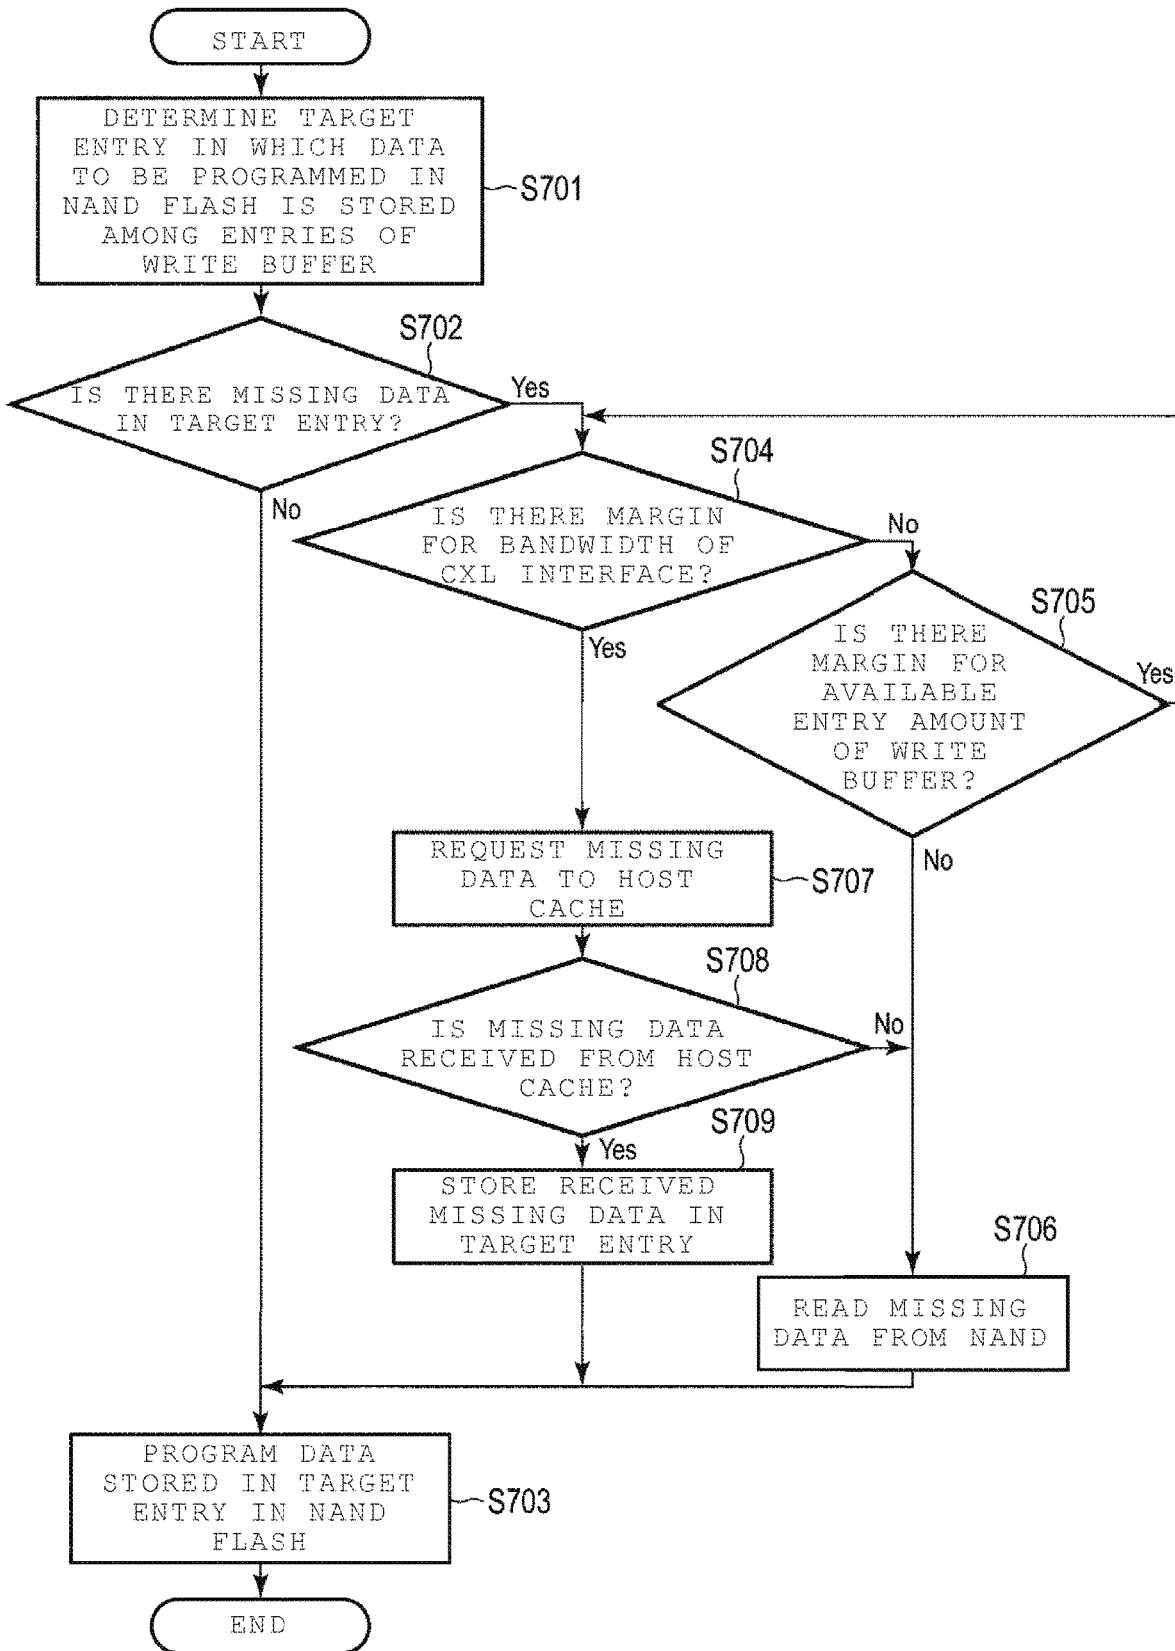 START
DETERMINE TARGET
ENTRY IN WHICH DATA
TO BE PROGRAMMED IN
NAND FLASH IS STORED
AMONG ENTRIES OF
WRITE BUFFER
S701
S702
IS THERE MISSING DATA
IN TARGET ENTRY?
Yes
No
S704
IS THERE MARGIN
FOR BANDWIDTH OF
CXL INTERFACE?
No
Yes
S705
IS THERE
MARGIN FOR
AVAILABLE
ENTRY AMOUNT
OF WRITE
BUFFER?
Yes
No
REQUEST MISSING
DATA TO HOST
CACHE
S707
S708
IS MISSING DATA
RECEIVED FROM HOST
CACHE?
No
Yes
S709
STORE RECEIVED
MISSING DATA IN
TARGET ENTRY
S706
READ MISSING
DATA FROM NAND
PROGRAM DATA
STORED IN TARGET
ENTRY IN NAND
FLASH
S703
END